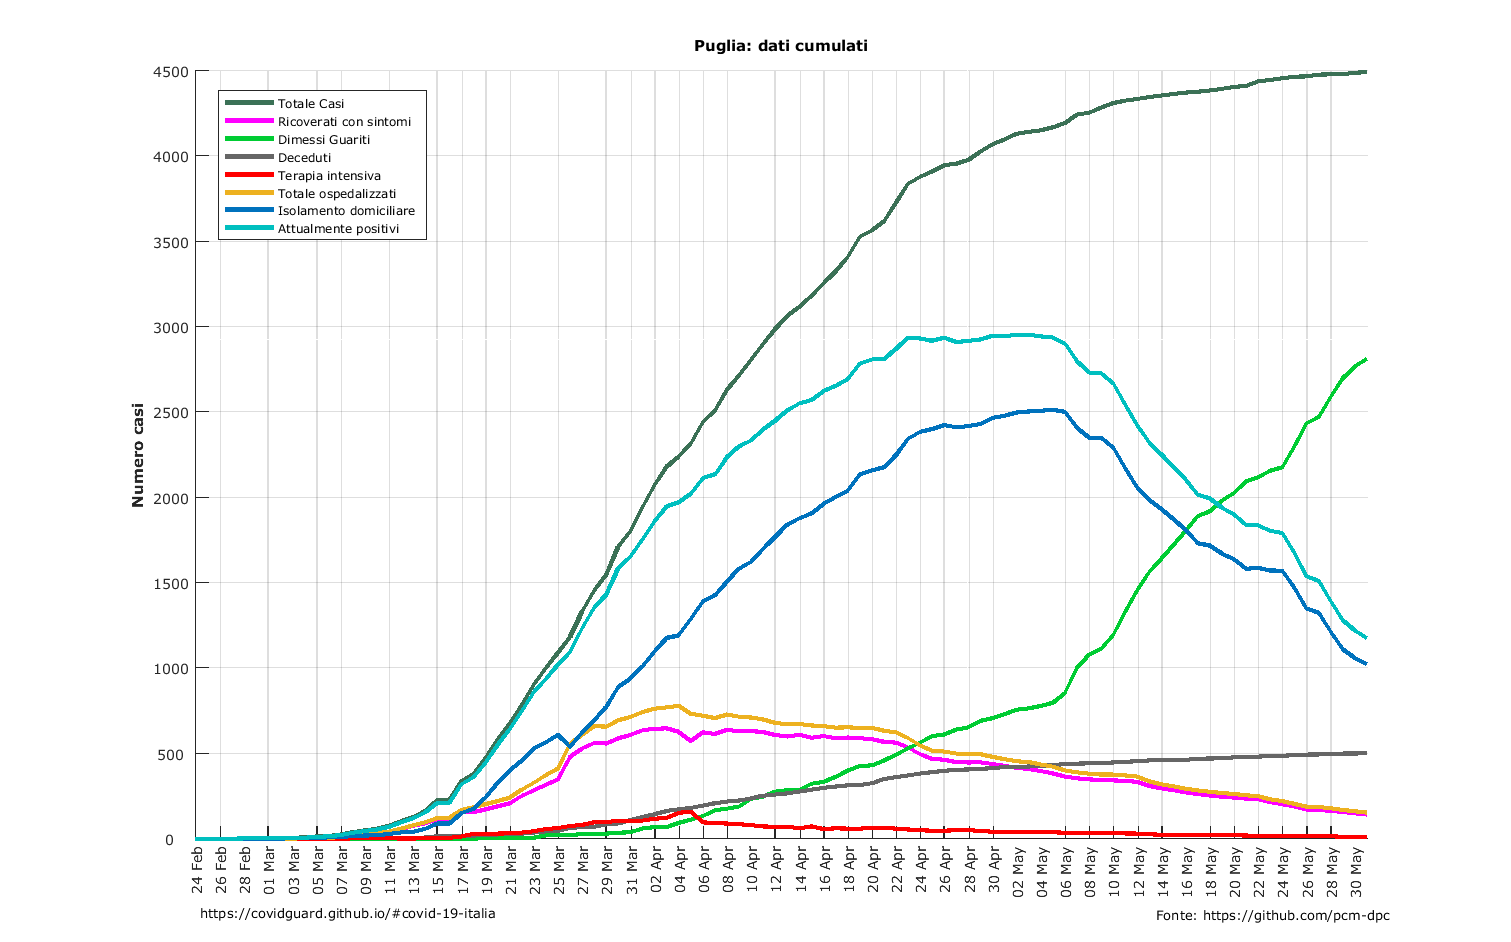 Puglia: dati cumulati
Numero casi
4500
4000
3500
3000
2500
2000
1500
1000
500
0
Totale Casi
Ricoverati con sintomi
Dimessi Guariti
Deceduti
Terapia intensiva
Totale ospedalizzati
Isolamento domiciliare
Attualmente positivi
24 Feb
26 Feb
28 Feb
01 Mar
03 Mar
05 Mar
07 Mar
09 Mar
11 Mar
13 Mar
15 Mar
17 Mar
19 Mar
21 Mar
23 Mar
25 Mar
27 Mar
29 Mar
31 Mar
02 Apr
04 Apr
06 Apr
08 Apr
10 Apr
12 Apr
14 Apr
16 Apr
18 Apr
20 Apr
22 Apr
24 Apr
26 Apr
28 Apr
30 Apr
02 May
04 May
06 May
08 May
10 May
12 May
14 May
16 May
18 May
20 May
22 May
24 May
26 May
28 May
30 May
https://covidguard.github.io/#covid-19-italia
Fonte: https://github.com/pcm-dpc